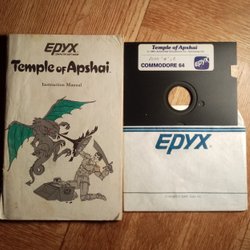 EPYX
Temple of Apshai
Instruction Manual
Temple of Apshai
COMMODORE 64
EPYX
EPYX